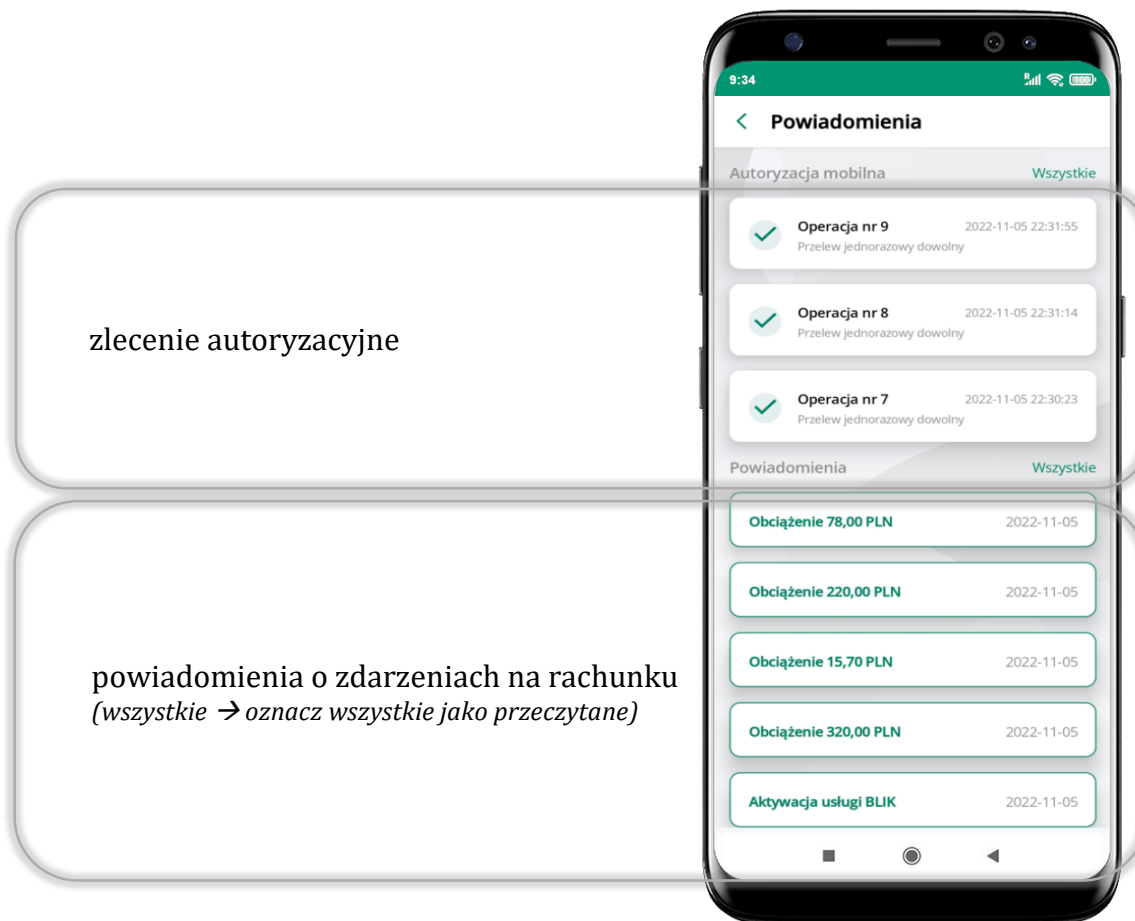 9:34
Powiadomienia
Autoryzacja mobilna Wszystkie
Operacja nr 9 2022-11-05 22:31:55
Przelew jednorazowy dowolny
zlecenie autoryzacyjne
Operacja nr 8 2022-11-05 22:31:14
Przelew jednorazowy dowolny
Operacja nr 7 2022-11-05 22:30:23
Przelew jednorazowy dowolny
Powiadomienia Wszystkie
Obciążenie 78,00 PLN 2022-11-05
Obciążenie 220,00 PLN 2022-11-05
powiadomienia o zdarzeniach na rachunku
(wszystkie → oznacz wszystkie jako przeczytane)
Obciążenie 15,70 PLN 2022-11-05
Obciążenie 320,00 PLN 2022-11-05
Aktywacja usługi BLIK 2022-11-05